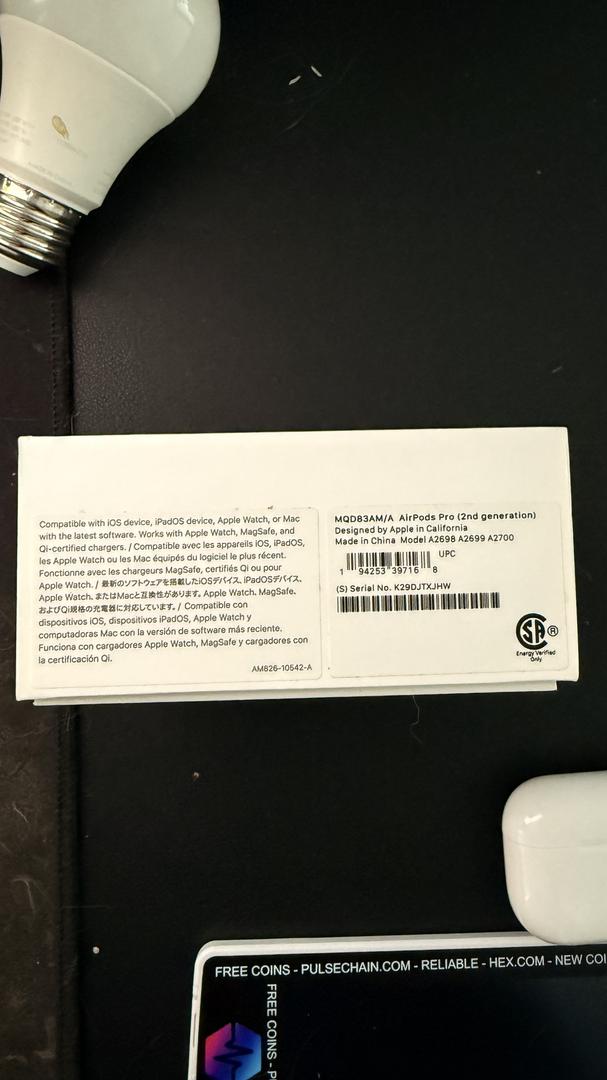 Compatible with iOS device, iPadOS device, Apple Watch, or Mac
with the latest software. Works with Apple Watch, MagSafe, and
Qi-certified chargers. / Compatible avec les appareils iOS, iPadOS,
les Apple Watch ou les Mac équipés du logiciel le plus récent.
Fonctionne avec les chargeurs MagSafe, certifiés Qi ou pour
Apple Watch. / 最新のソフトウェアを搭載したiOSデバイス、iPadOSデバイス、
Apple Watch、またはMacと互換性があります。Apple Watch、MagSafe、
およびQi規格の充電器に対応しています。/ Compatible con
dispositivos iOS, dispositivos iPadOS, Apple Watch y
computadoras Mac con la versión de software más reciente.
Funciona con cargadores Apple Watch, MagSafe y cargadores con
la certificación Qi.
AM826-10542-A
MQD83AM/A AirPods Pro (2nd generation)
Designed by Apple in California
Made in China Model A2698 A2699 A2700
UPC
1 94253 39716 8
(S) Serial No. K29DJTXJHW
SA ®
Energy Verified
Only
FREE COINS - PULSECHAIN.COM - RELIABLE - HEX.COM - NEW COI
FREE COINS - P